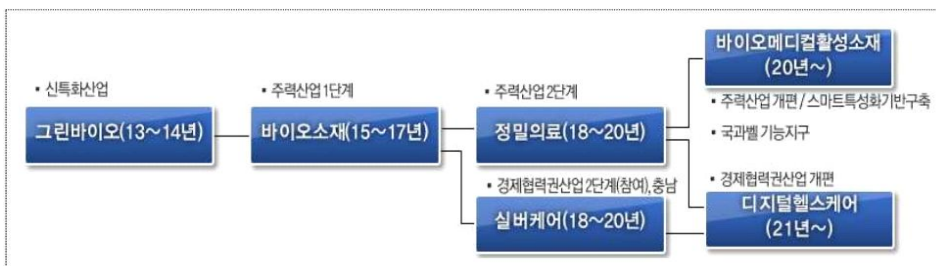 ▪ 신특화산업
그린바이오(13～14년)
▪ 주력산업 1단계
바이오소재(15～17년)
▪ 주력산업 2단계
정밀의료(18～20년)
▪ 경제협력권산업 2단계(참여), 충남
실버케어(18～20년)
바이오메디컬활성소재
(20년～)
▪ 주력산업 개편 / 스마트특성화기반구축
▪ 국과벨 기능지구
▪ 경제협력권산업 개편
디지털헬스케어
(21년～)